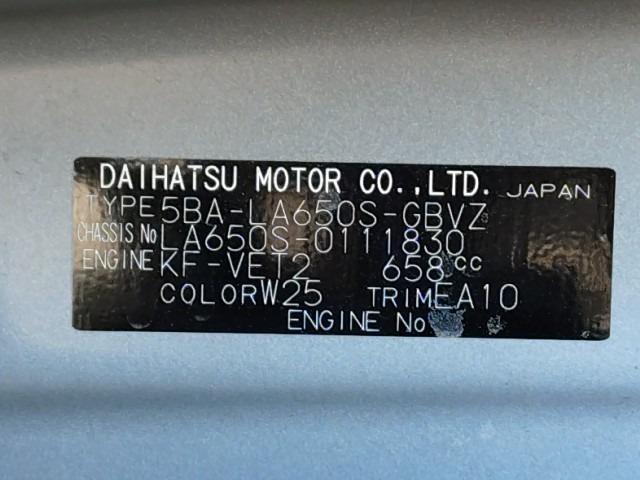 DAIHATSU MOTOR CO.,LTD. JAPAN
TYPE 5BA-LA650S-GBVZ
CHASSIS No LA650S-0111830
ENGINE KF-VET2 658cc
COLOR W25 TRIM EA10
ENGINE No